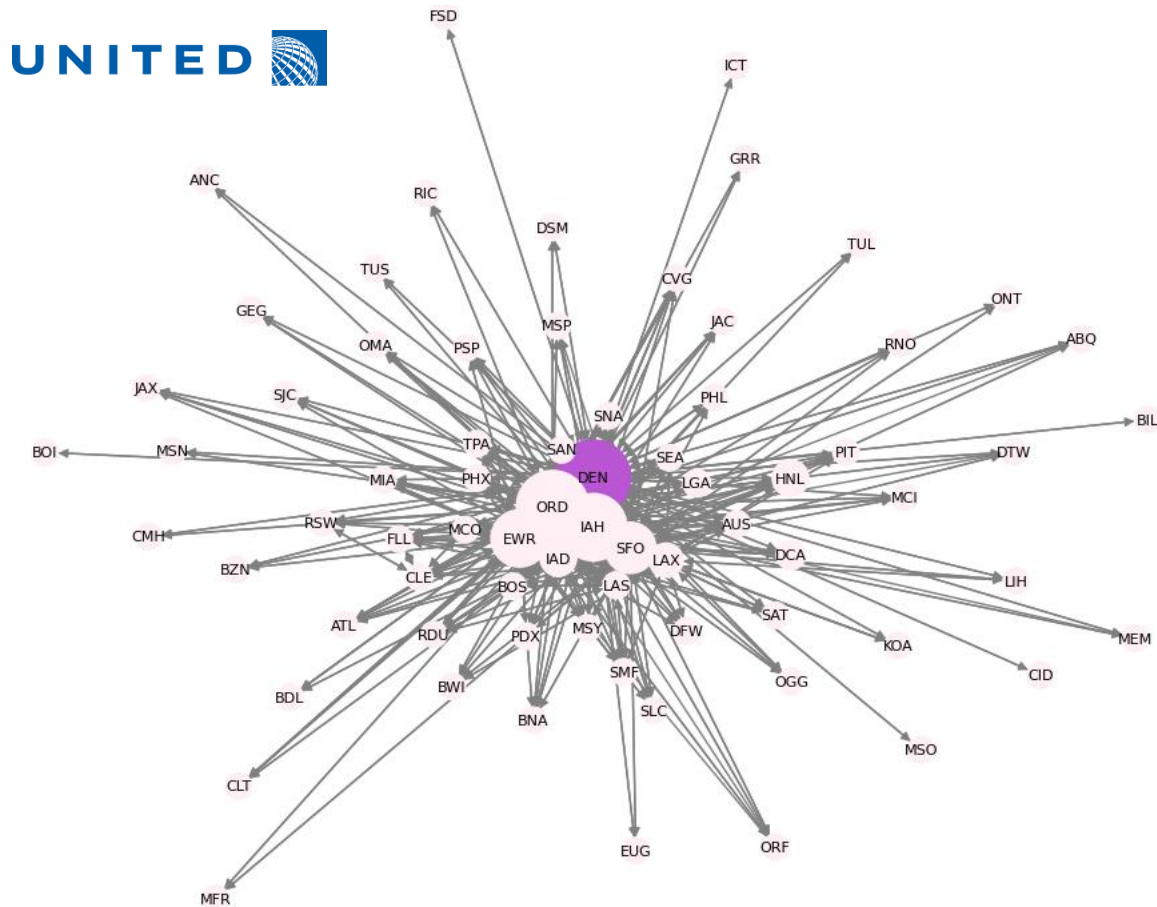 FSD
UNITED
ICT
GRR
ANC
RIC
DSM
TUL
TUS
CVG
ONT
GEG
MSP
JAC
OMA
PSP
RNO
ABQ
JAX
SJC
PHL
SNA
BIL
BOI
MSN
TPA
SAN
SEA
PIT
DTW
MIA
PHX
DEN
LGA
HNL
MCI
ORD
RSW
MCO
IAH
AUS
CMH
FLL
EWR
SFO
DCA
BZN
CLE
IAD
LAX
BOS
LAS
LIH
ATL
RDU
PDX
MSY
DFW
SAT
KOA
MEM
BDL
BWI
SMF
OGG
CID
BNA
SLC
MSO
CLT
EUG
ORF
MFR